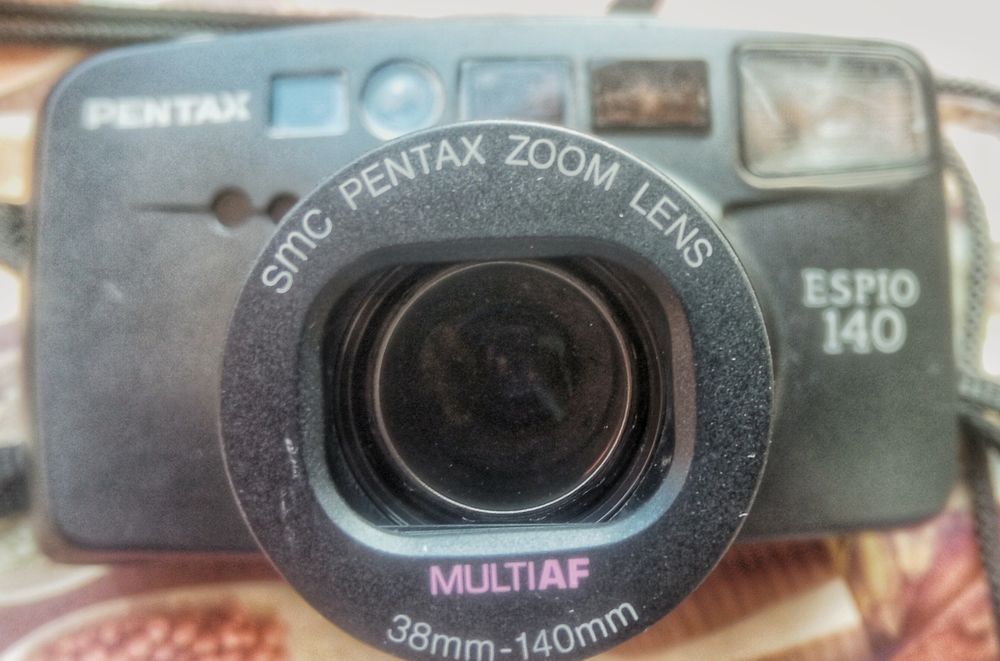 PENTAX
smc PENTAX ZOOM LENS
ESPIO
140
MULTIAF
38mm-140mm